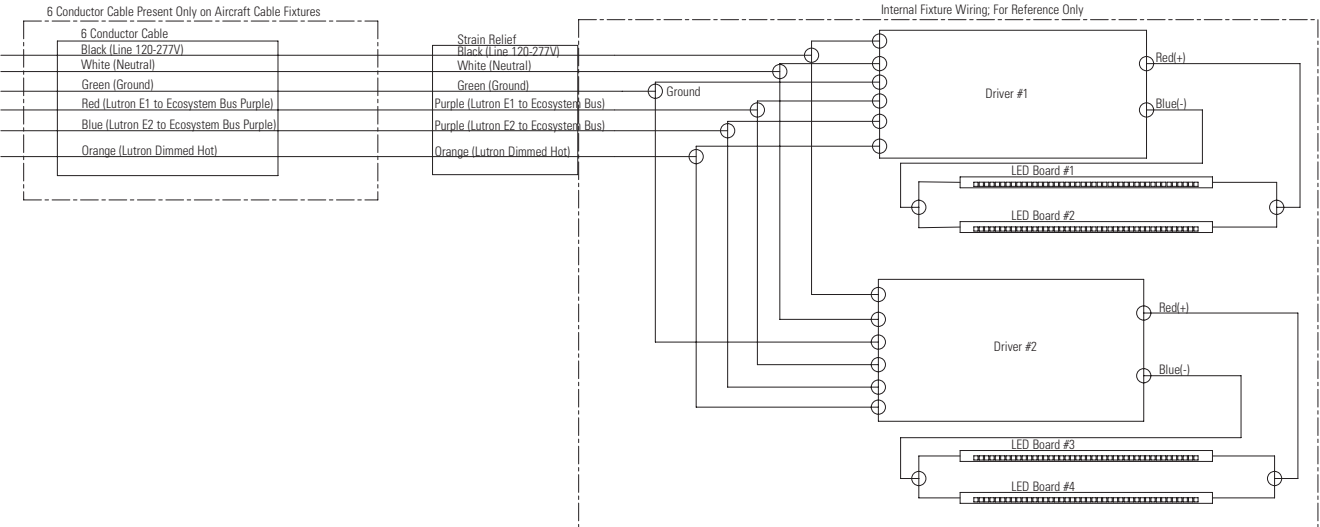 6 Conductor Cable Present Only on Aircraft Cable Fixtures
6 Conductor Cable
Black (Line 120-277V)
White (Neutral)
Green (Ground)
Red (Lutron E1 to Ecosystem Bus Purple)
Blue (Lutron E2 to Ecosystem Bus Purple)
Orange (Lutron Dimmed Hot)
Strain Relief
Black (Line 120-277V)
White (Neutral)
Green (Ground)
Purple (Lutron E1 to Ecosystem Bus)
Purple (Lutron E2 to Ecosystem Bus)
Orange (Lutron Dimmed Hot)
Internal Fixture Wiring; For Reference Only
Ground
Driver #1
Red(+)
Blue(-)
LED Board #1
LED Board #2
Driver #2
Red(+)
Blue(-)
LED Board #3
LED Board #4